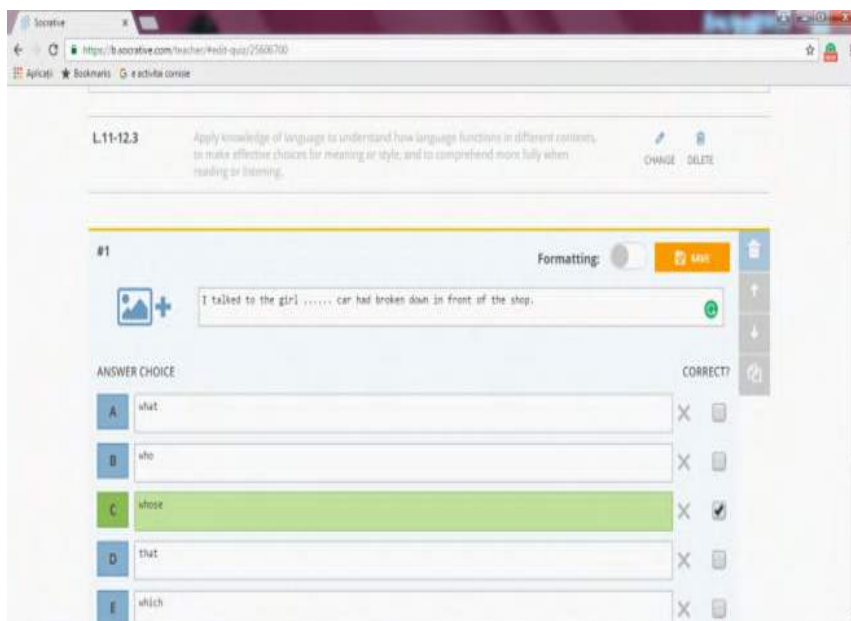 Socrative
https://b.socrative.com/teacher/#edit-quiz/25606700
Aplicații Bookmarks G e activitai comisie
L.11-12.3
Apply knowledge of language to understand how language functions in different contexts,
to make effective choices for meaning or style, and to comprehend more fully when
reading or listening.
CHANGE DELETE
#1
Formatting:
SAVE
I talked to the girl ...... car had broken down in front of the shop.
ANSWER CHOICE
CORRECT?
A what
B who
C whose
D that
E which